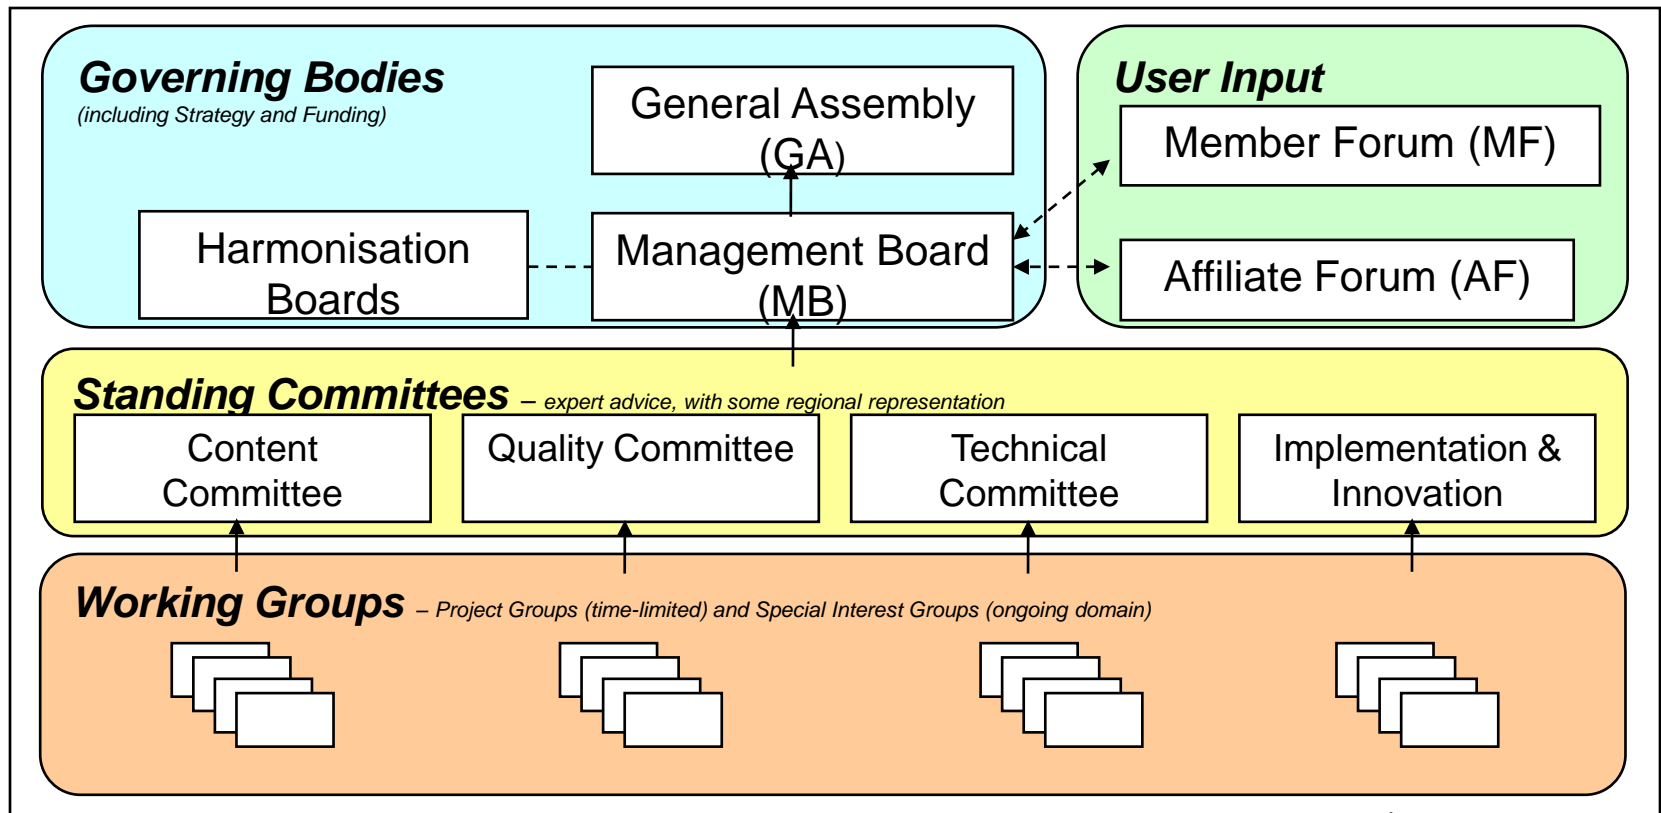 Governing Bodies
(including Strategy and Funding)
General Assembly
(GA)
Harmonisation
Boards
Management Board
(MB)
User Input
Member Forum (MF)
Affiliate Forum (AF)
Standing Committees – expert advice, with some regional representation
Content
Committee
Quality Committee
Technical
Committee
Implementation &
Innovation
Working Groups – Project Groups (time-limited) and Special Interest Groups (ongoing domain)